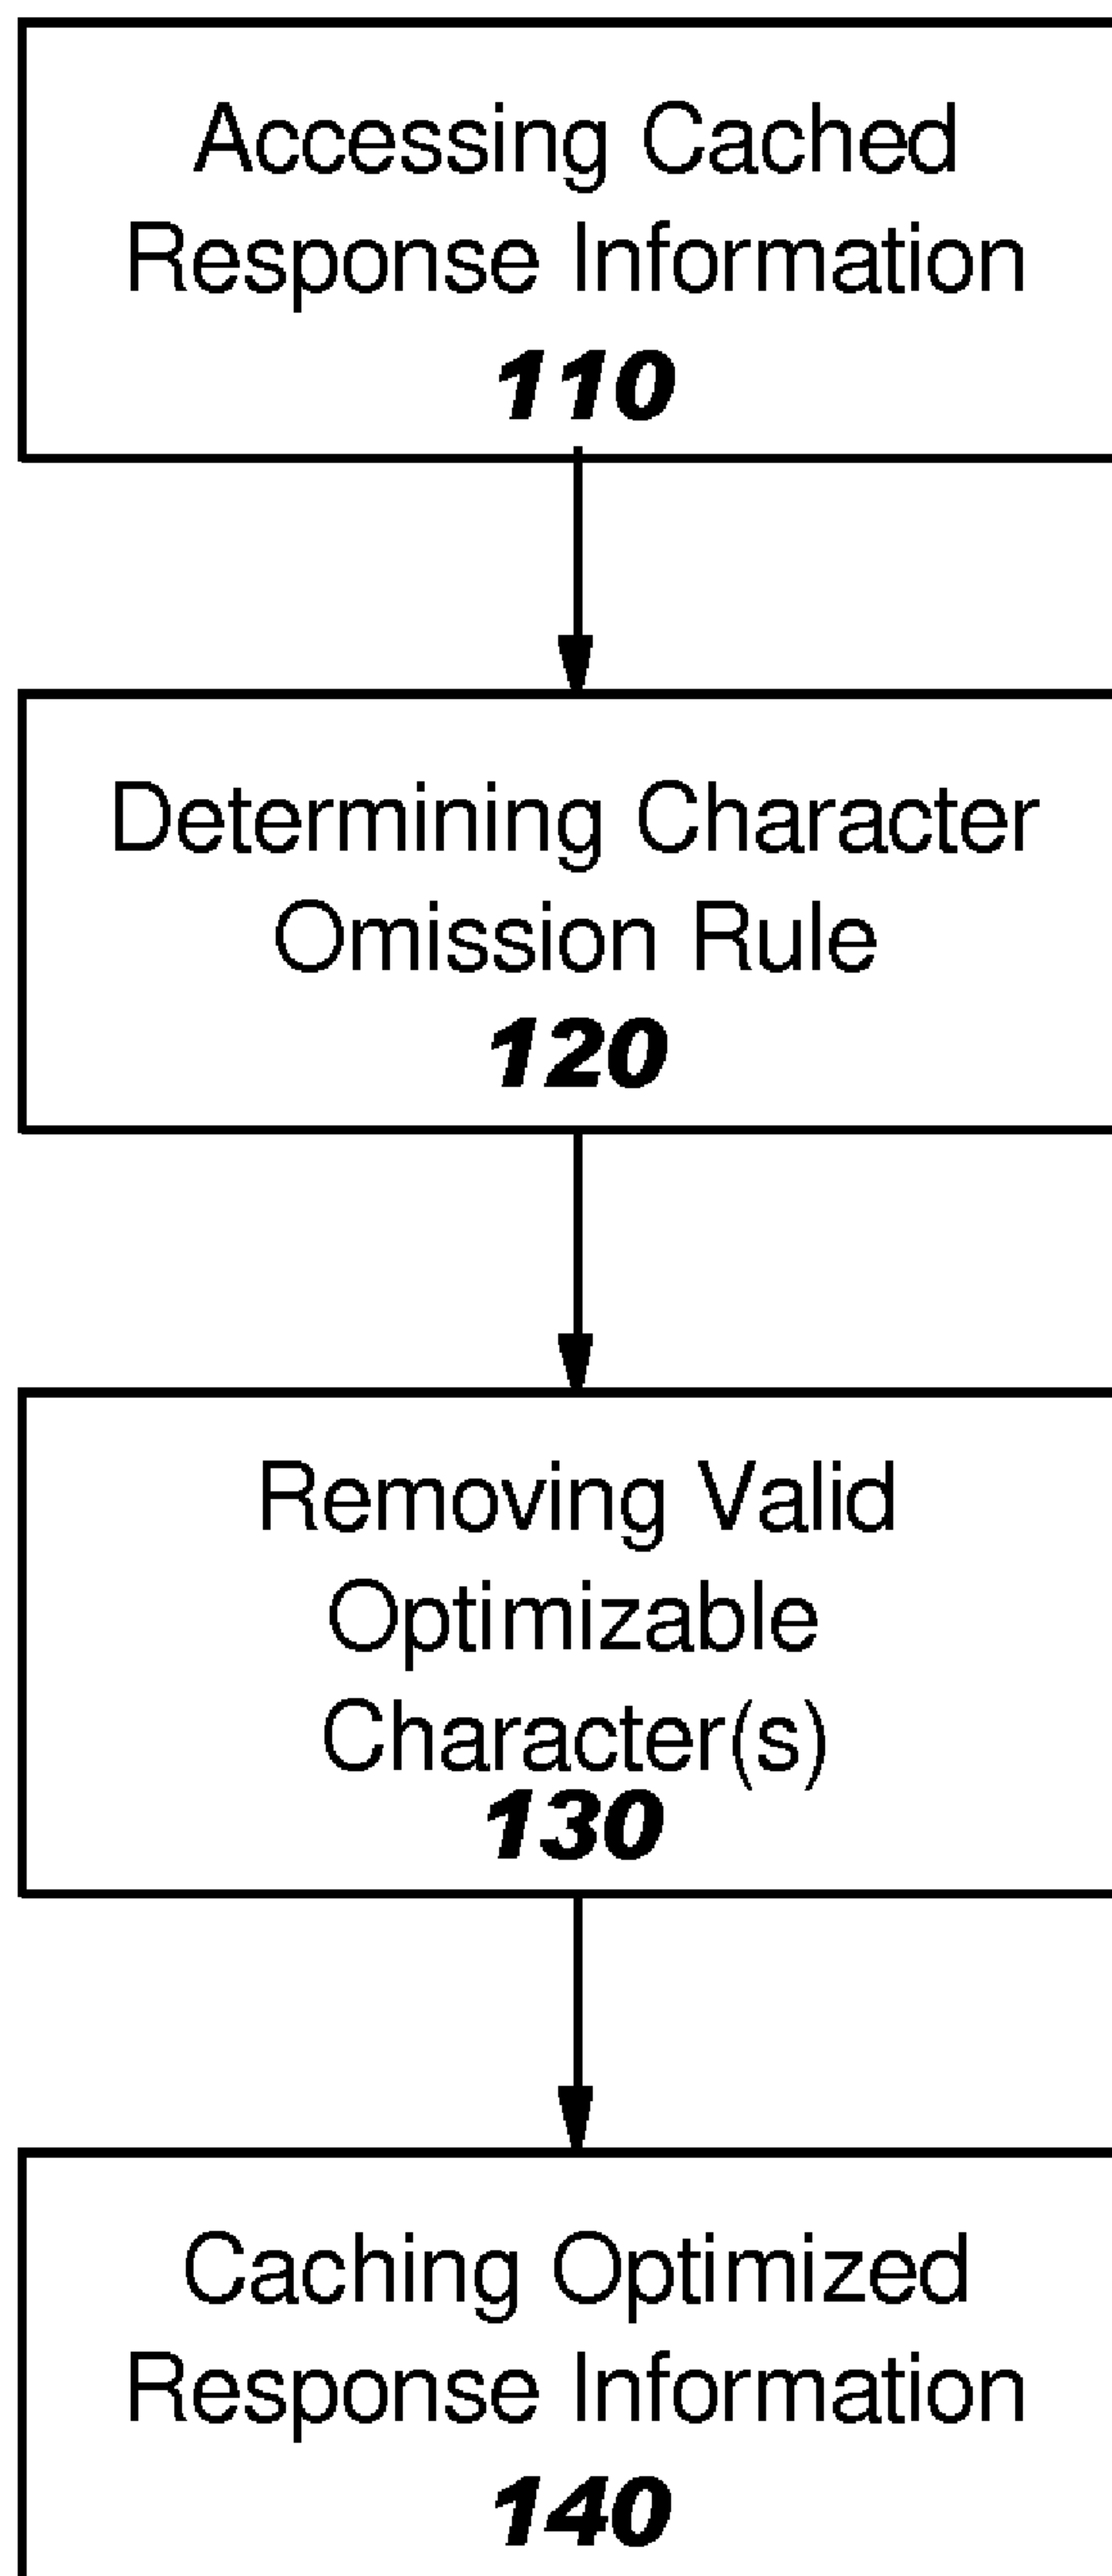 Accessing Cached
Response Information
110
Determining Character
Omission Rule
120
Removing Valid
Optimizable
Character(s)
130
Caching Optimized
Response Information
140